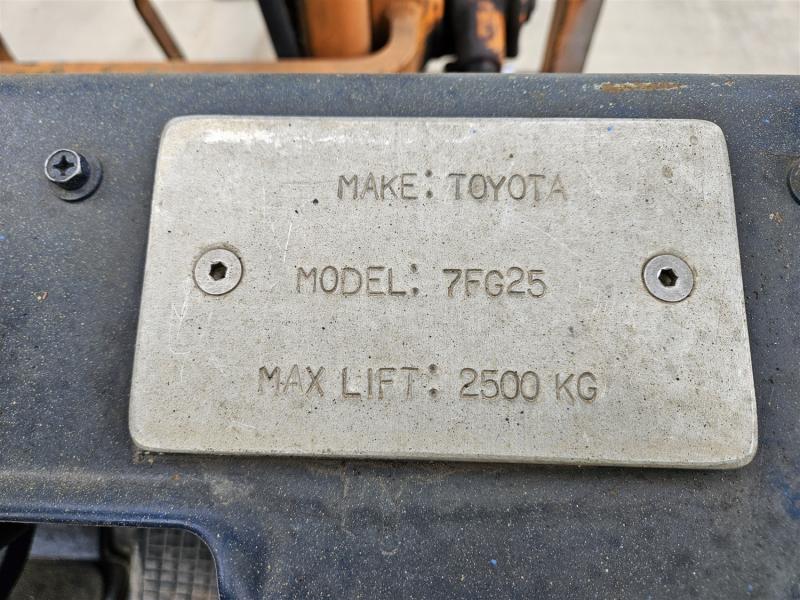 MAKE: TOYOTA
MODEL: 7FG25
MAX LIFT: 2500 KG